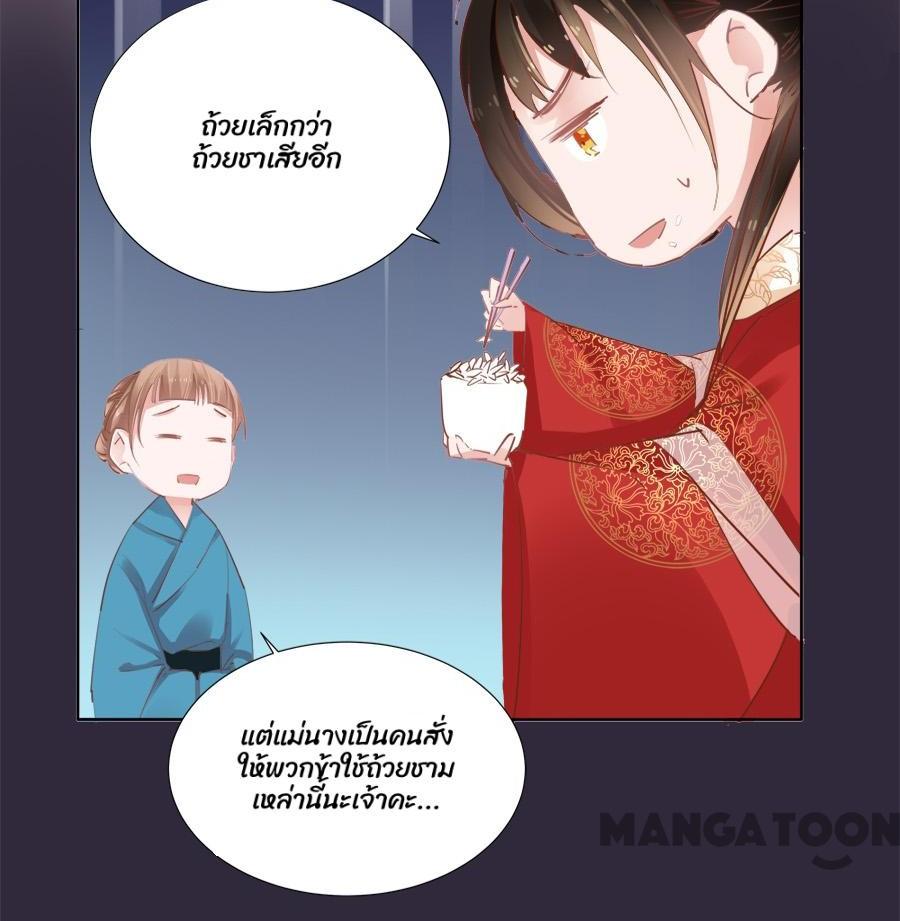 ถ้วยเล็กกว่า
ถ้วยชาเสียอีก
แต่แม่นางเป็นคนสั่ง
ให้พวกข้าใช้ถ้วยชาม
เหล่านี้นะเจ้าคะ...
MANGA TOON